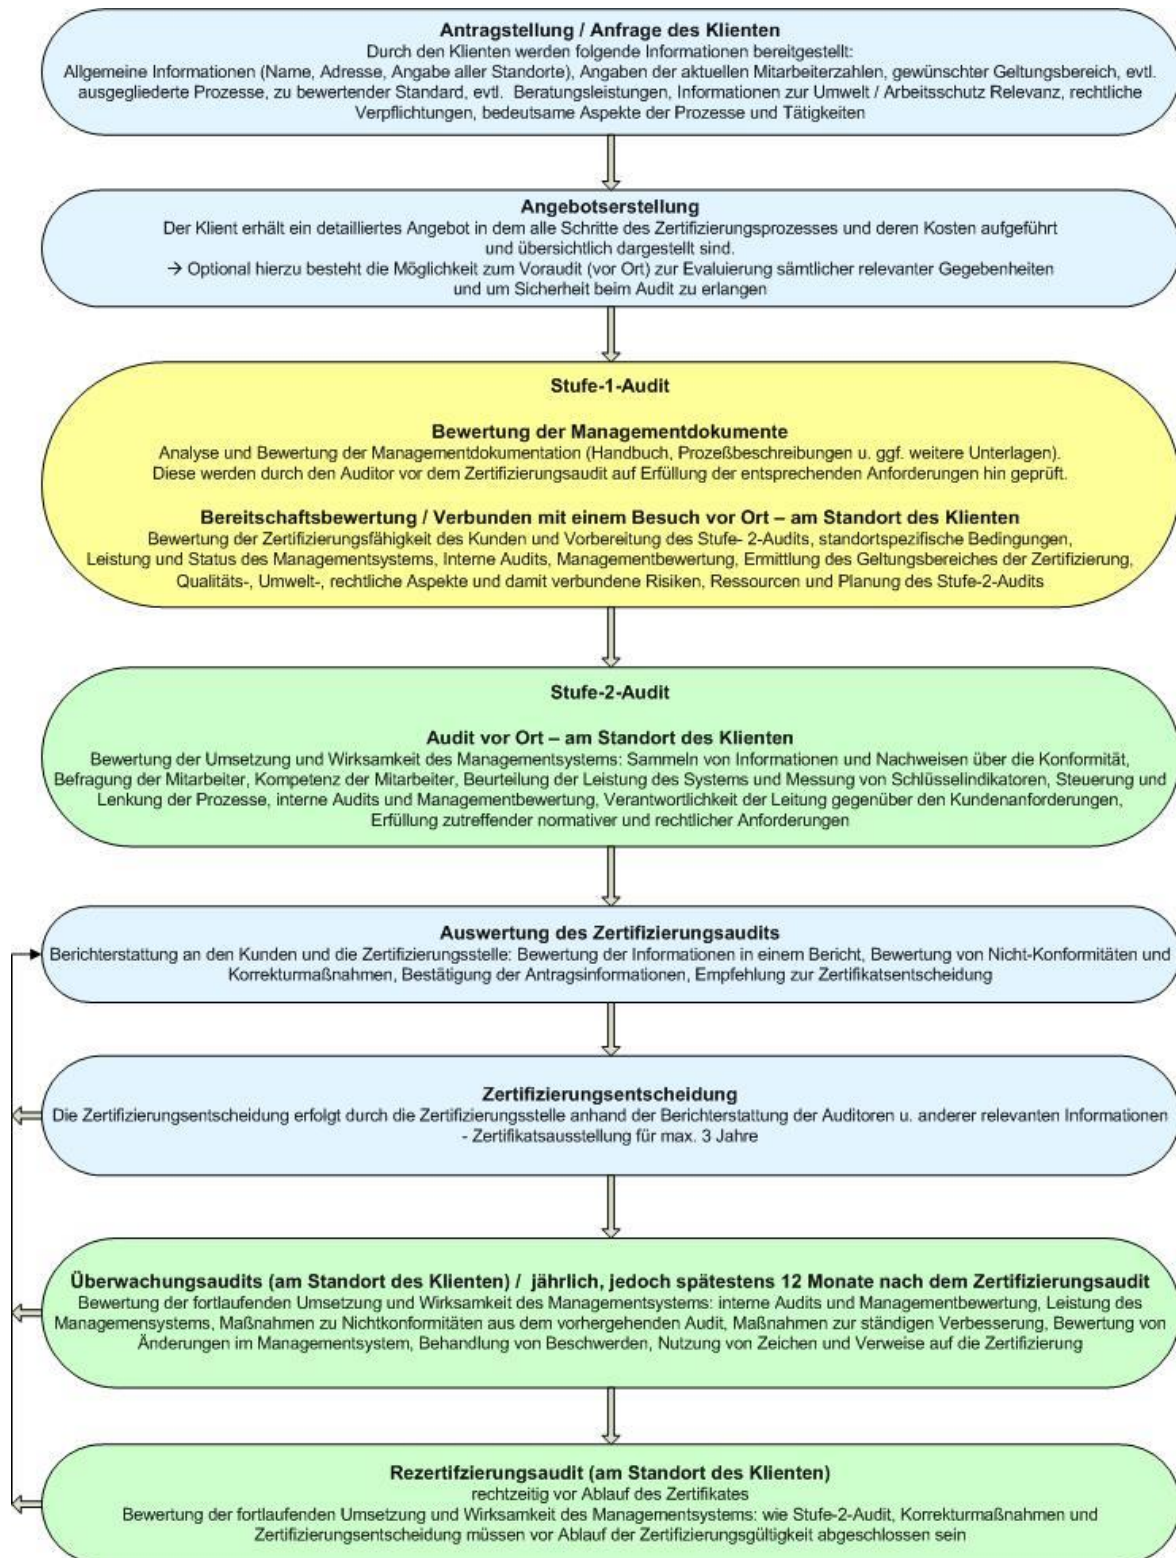 Antragstellung / Anfrage des Klienten
Durch den Klienten werden folgende Informationen bereitgestellt:
Allgemeine Informationen (Name, Adresse, Angabe aller Standorte), Angaben der aktuellen Mitarbeiterzahlen, gewünschter Geltungsbereich, evtl.
ausgegliederte Prozesse, zu bewertender Standard, evtl. Beratungsleistungen, Informationen zur Umwelt / Arbeitsschutz Relevanz, rechtliche
Verpflichtungen, bedeutsame Aspekte der Prozesse und Tätigkeiten
Angebotserstellung
Der Klient erhält ein detailliertes Angebot in dem alle Schritte des Zertifizierungsprozesses und deren Kosten aufgeführt
und übersichtlich dargestellt sind.
→ Optional hierzu besteht die Möglichkeit zum Voraudit (vor Ort) zur Evaluierung sämtlicher relevanter Gegebenheiten
und um Sicherheit beim Audit zu erlangen
Stufe-1-Audit
Bewertung der Managementdokumente
Analyse und Bewertung der Managementdokumentation (Handbuch, Prozeßbeschreibungen u. ggf. weitere Unterlagen).
Diese werden durch den Auditor vor dem Zertifizierungsaudit auf Erfüllung der entsprechenden Anforderungen hin geprüft.
Bereitschaftsbewertung / Verbunden mit einem Besuch vor Ort – am Standort des Klienten
Bewertung der Zertifizierungsfähigkeit des Kunden und Vorbereitung des Stufe- 2-Audits, standortspezifische Bedingungen,
Leistung und Status des Managementsystems, Interne Audits, Managementbewertung, Ermittlung des Geltungsbereiches der Zertifizierung,
Qualitäts-, Umwelt-, rechtliche Aspekte und damit verbundene Risiken, Ressourcen und Planung des Stufe-2-Audits
Stufe-2-Audit
Audit vor Ort – am Standort des Klienten
Bewertung der Umsetzung und Wirksamkeit des Managementsystems: Sammeln von Informationen und Nachweisen über die Konformität,
Befragung der Mitarbeiter, Kompetenz der Mitarbeiter, Beurteilung der Leistung des Systems und Messung von Schlüsselindikatoren, Steuerung und
Lenkung der Prozesse, interne Audits und Managementbewertung, Verantwortlichkeit der Leitung gegenüber den Kundenanforderungen,
Erfüllung zutreffender normativer und rechtlicher Anforderungen
Auswertung des Zertifizierungsaudits
Berichterstattung an den Kunden und die Zertifizierungsstelle: Bewertung der Informationen in einem Bericht, Bewertung von Nicht-Konformitäten und
Korrekturmaßnahmen, Bestätigung der Antragsinformationen, Empfehlung zur Zertifikatsentscheidung
Zertifizierungsentscheidung
Die Zertifizierungsentscheidung erfolgt durch die Zertifizierungsstelle anhand der Berichterstattung der Auditoren u. anderer relevanten Informationen
- Zertifikatsausstellung für max. 3 Jahre
Überwachungsaudits (am Standort des Klienten) / jährlich, jedoch spätestens 12 Monate nach dem Zertifizierungsaudit
Bewertung der fortlaufenden Umsetzung und Wirksamkeit des Managementsystems: interne Audits und Managementbewertung, Leistung des
Managemensystems, Maßnahmen zu Nichtkonformitäten aus dem vorhergehenden Audit, Maßnahmen zur ständigen Verbesserung, Bewertung von
Änderungen im Managementsystem, Behandlung von Beschwerden, Nutzung von Zeichen und Verweise auf die Zertifizierung
Rezertifzierungsaudit (am Standort des Klienten)
rechtzeitig vor Ablauf des Zertifikates
Bewertung der fortlaufenden Umsetzung und Wirksamkeit des Managementsystems: wie Stufe-2-Audit, Korrekturmaßnahmen und
Zertifizierungsentscheidung müssen vor Ablauf der Zertifizierungsgültigkeit abgeschlossen sein